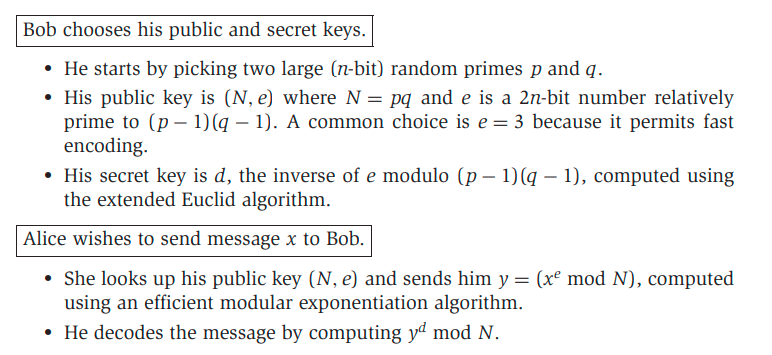 Bob chooses his public and secret keys.
• He starts by picking two large (n-bit) random primes p and q.
• His public key is (N, e) where N = pq and e is a 2n-bit number relatively
prime to (p − 1)(q − 1). A common choice is e = 3 because it permits fast
encoding.
• His secret key is d, the inverse of e modulo (p − 1)(q − 1), computed using
the extended Euclid algorithm.
Alice wishes to send message x to Bob.
• She looks up his public key (N, e) and sends him y = (xᵉ mod N), computed
using an efficient modular exponentiation algorithm.
• He decodes the message by computing yᵈ mod N.